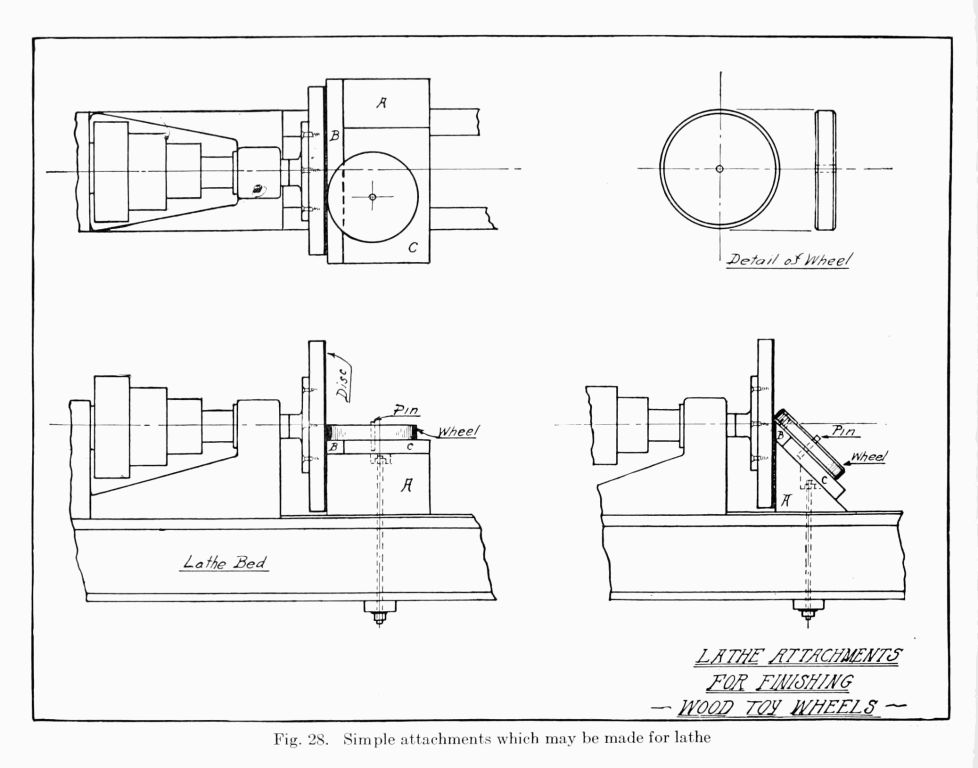 A
B
C
Detail of Wheel
Disc
Pin
Wheel
B
C
A
Lathe Bed
B
Pin
Wheel
C
A
LATHE ATTACHMENTS
FOR FINISHING
— WOOD TOY WHEELS —
Fig. 28. Simple attachments which may be made for lathe